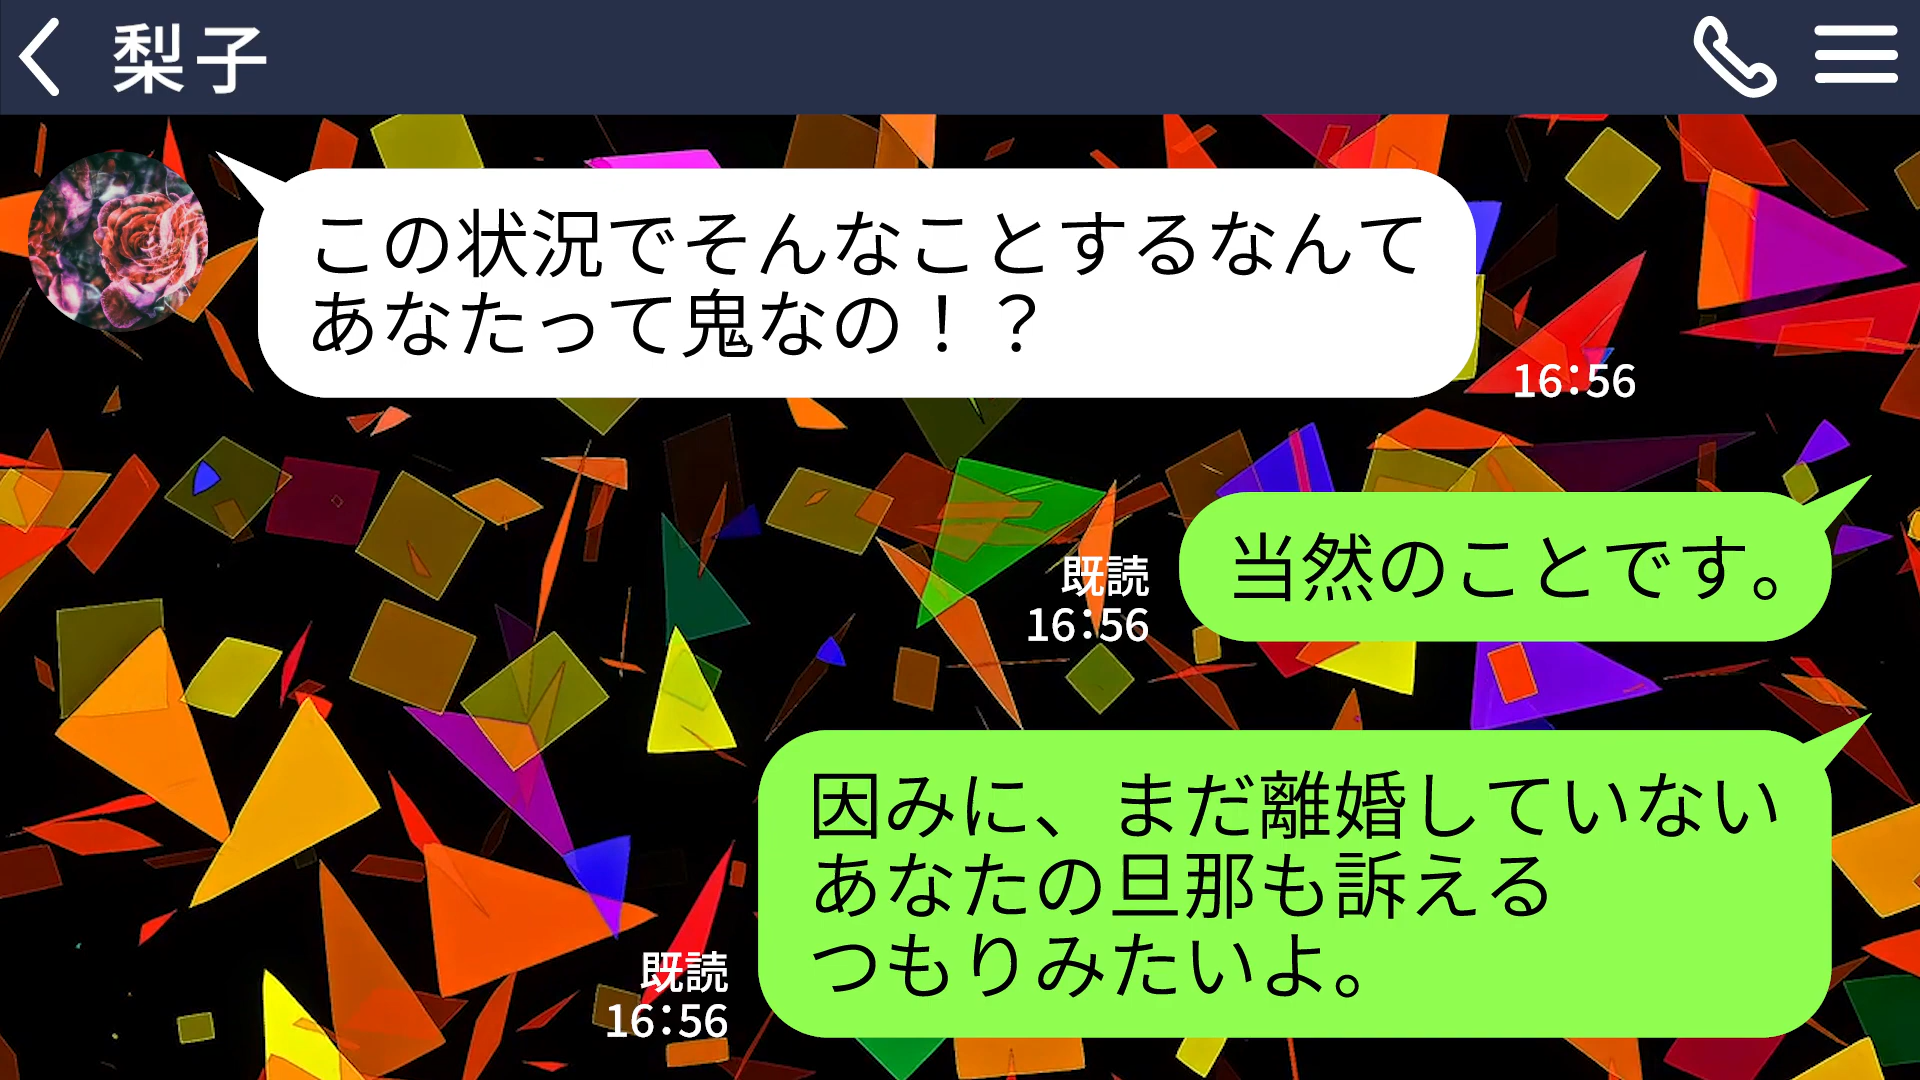 梨子
この状況でそんなことするなんて
あなたって鬼なの！？
16:56
当然のことです。
既読
16:56
因みに、まだ離婚していない
あなたの旦那も訴える
つもりみたいよ。
既読
16:56